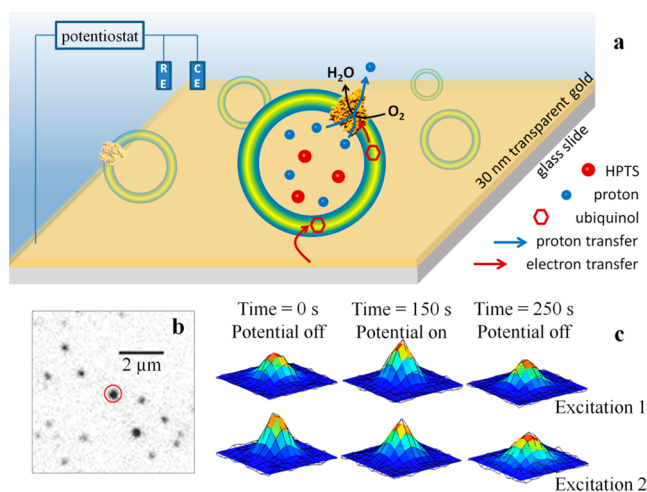 potentiostat
a
R
E
C
E
H2O
O2
30 nm transparent gold
glass slide
HPTS
proton
ubiquinol
proton transfer
electron transfer
b
2 µm
c
Time = 0 s
Potential off
Time = 150 s
Potential on
Time = 250 s
Potential off
Excitation 1
Excitation 2